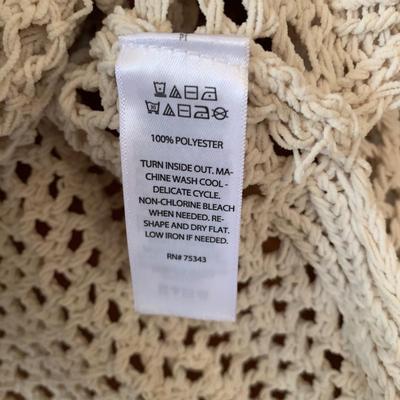 100% POLYESTER
TURN INSIDE OUT. MA-
CHINE WASH COOL -
DELICATE CYCLE.
NON-CHLORINE BLEACH
WHEN NEEDED. RE-
SHAPE AND DRY FLAT.
LOW IRON IF NEEDED.
RN# 75343